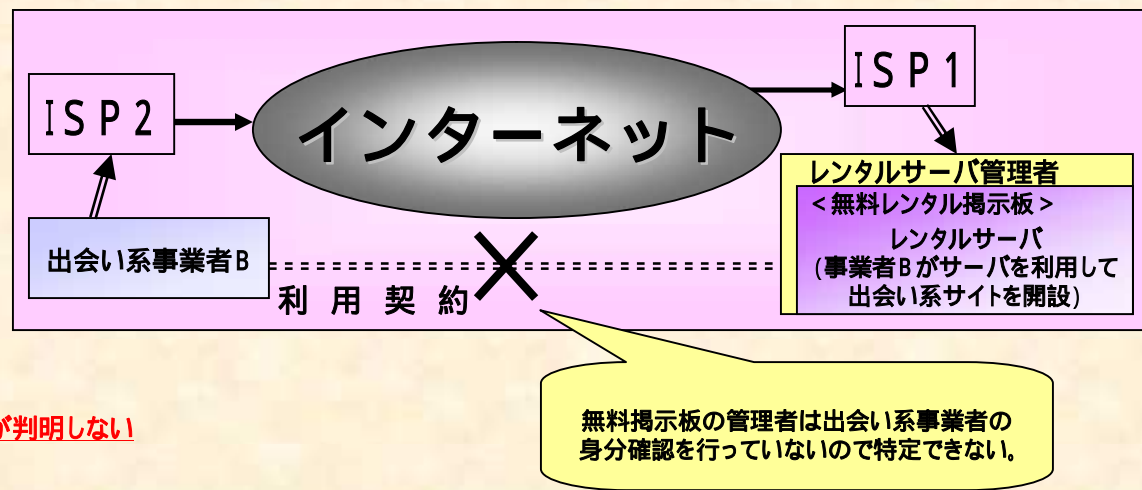 ISP1
ISP2
インターネット
レンタルサーバ管理者
<無料レンタル掲示板>
レンタルサーバ
(事業者Bがサーバを利用して
出会い系サイトを開設)
出会い系事業者B
利用契約
が判明しない
無料掲示板の管理者は出会い系事業者の
身分確認を行っていないので特定できない。